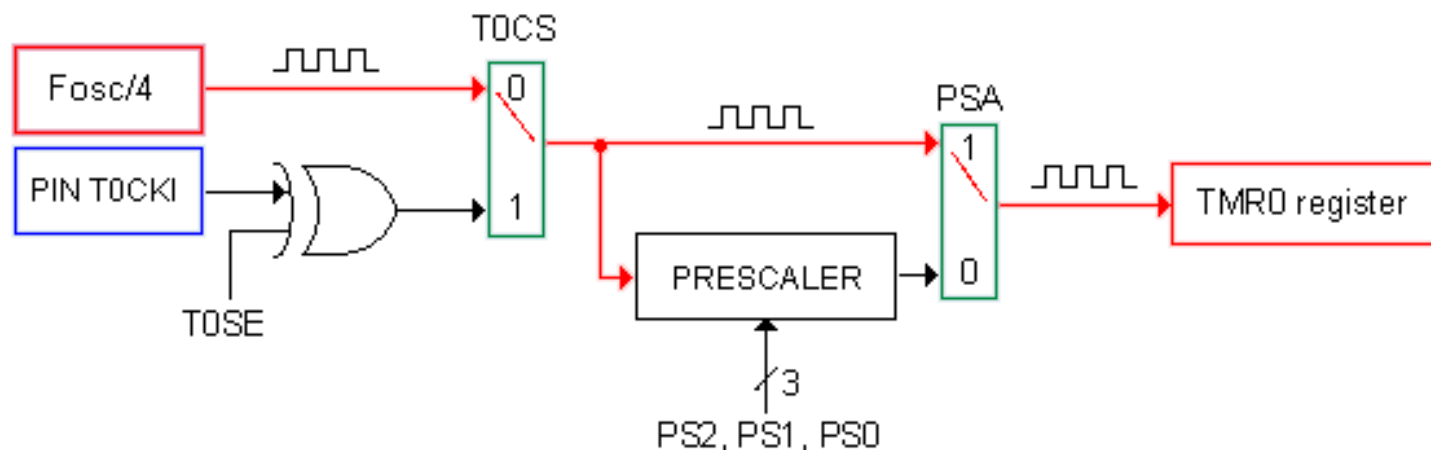 T0CS
Fosc/4
0
PSA
1
PIN T0CKI
1
TMR0 register
PRESCALER
0
T0SE
3
PS2, PS1, PS0